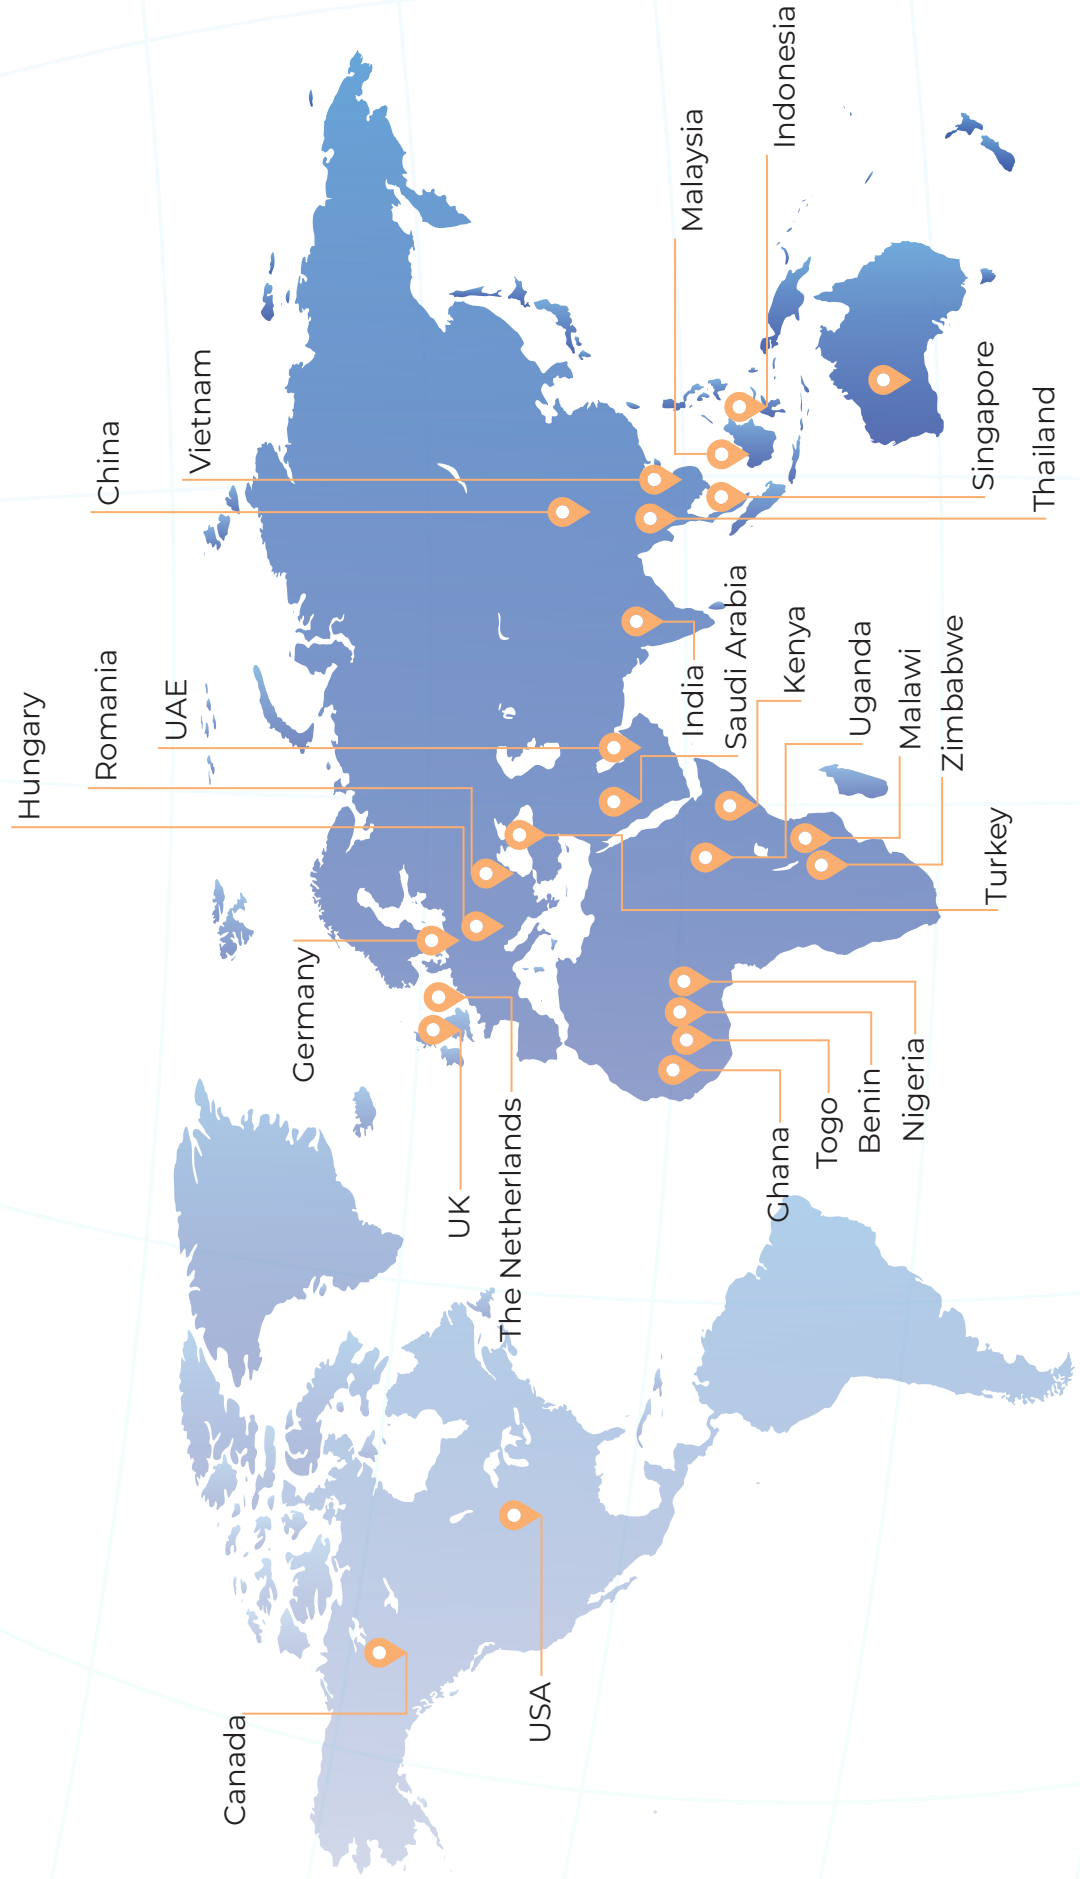 Hungary
Romania
China
UAE
Vietnam
Canada
Germany
UK
The Netherlands
USA
India
Malaysia
Saudi Arabia
Indonesia
Kenya
Ghana
Togo
Uganda
Benin
Malawi
Nigeria
Zimbabwe
Singapore
Turkey
Thailand